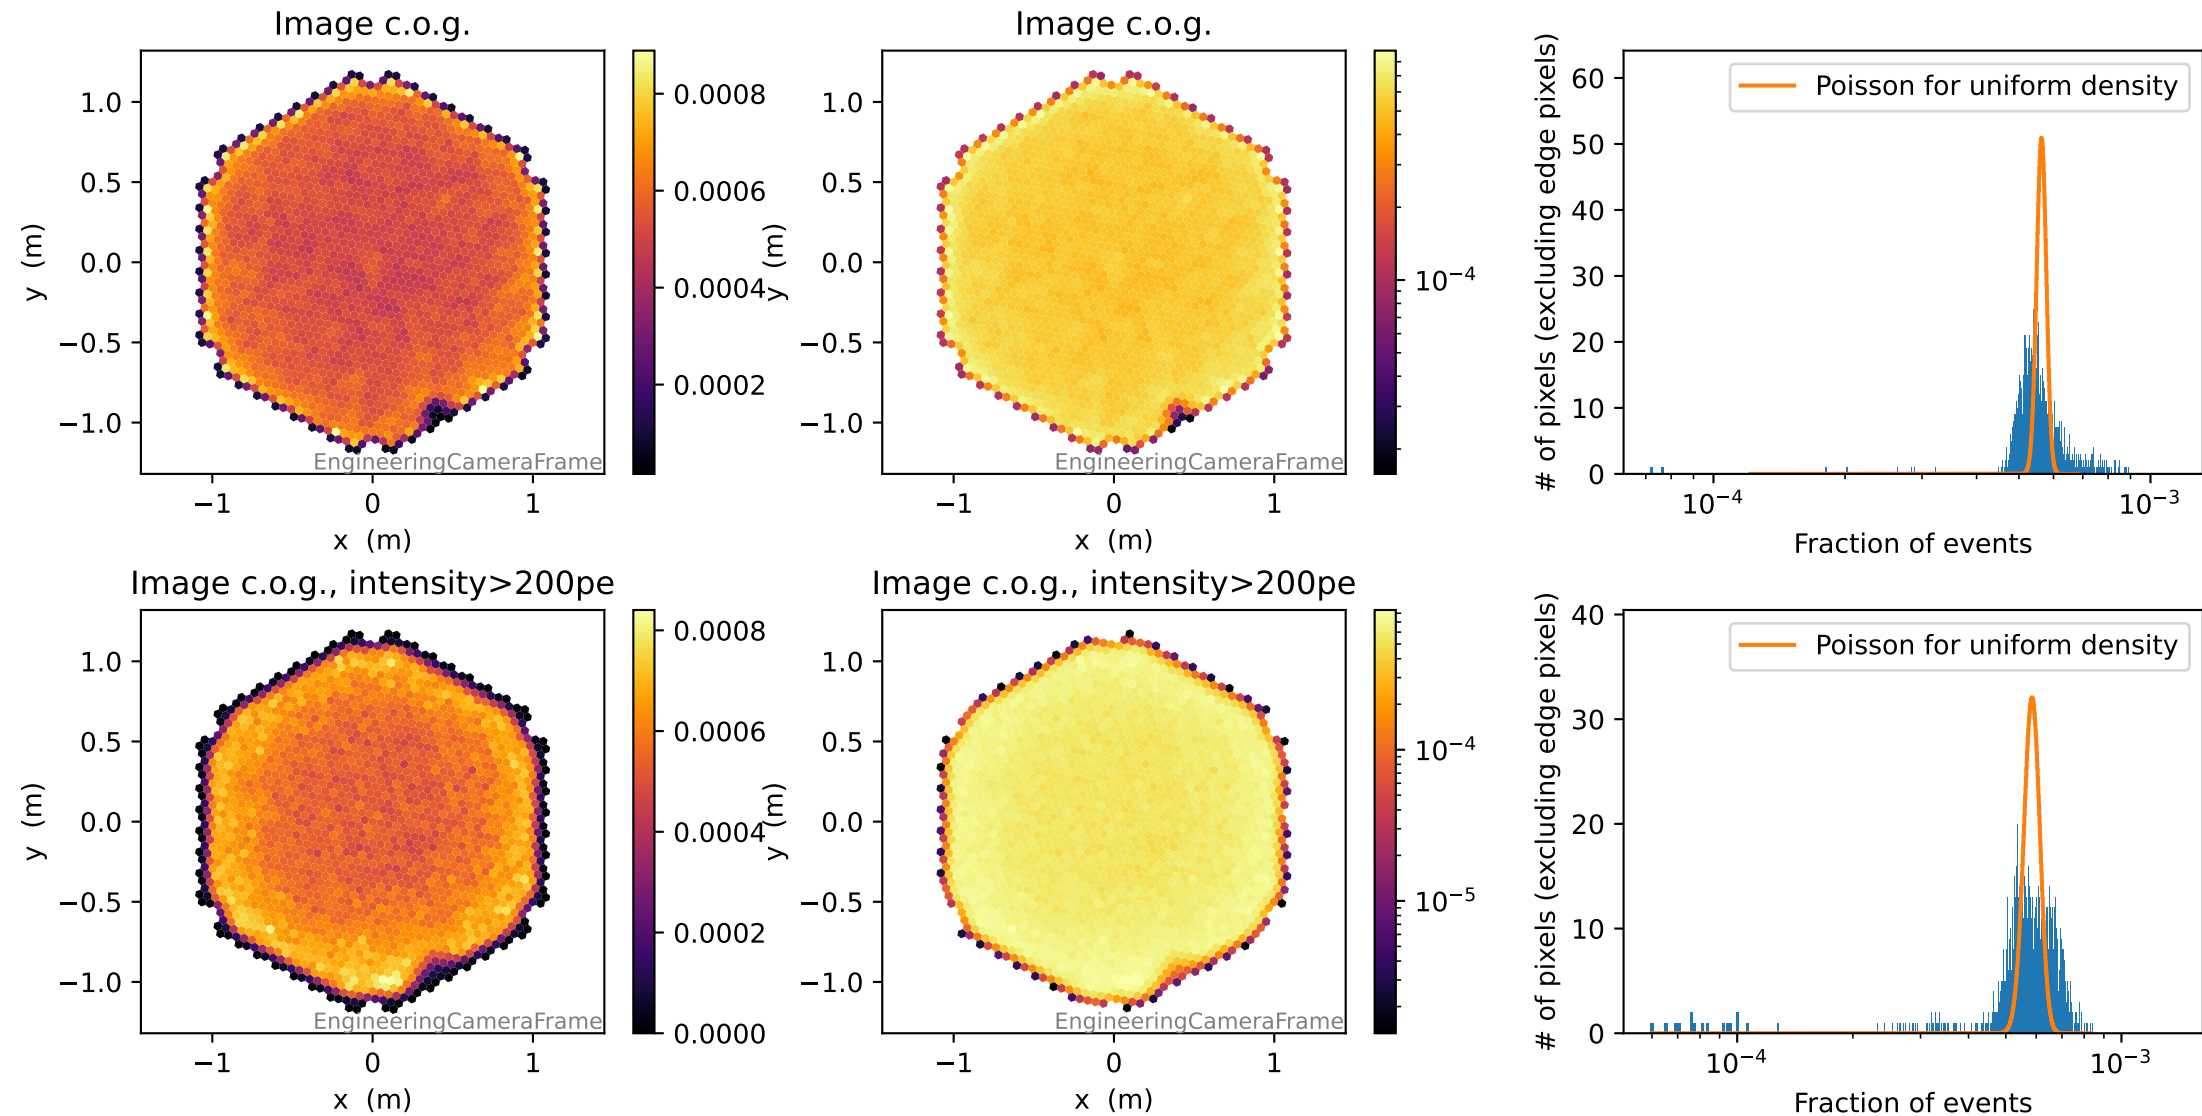 Image c.o.g.
1.0
0.5
0.0
−0.5
−1.0
y (m)
−1 0 1
x (m)
EngineeringCameraFrame
0.0008
0.0006
0.0004
0.0002
Image c.o.g.
1.0
0.5
0.0
−0.5
−1.0
y (m)
−1 0 1
x (m)
EngineeringCameraFrame
10⁻⁴
# of pixels (excluding edge pixels)
60
50
40
30
20
10
0
Poisson for uniform density
10⁻⁴ 10⁻³
Fraction of events
Image c.o.g., intensity>200pe
1.0
0.5
0.0
−0.5
−1.0
y (m)
−1 0 1
x (m)
EngineeringCameraFrame
0.0008
0.0006
0.0004
0.0002
0.0000
Image c.o.g., intensity>200pe
1.0
0.5
0.0
−0.5
−1.0
y (m)
−1 0 1
x (m)
EngineeringCameraFrame
10⁻⁴
10⁻⁵
# of pixels (excluding edge pixels)
40
30
20
10
0
Poisson for uniform density
10⁻⁴ 10⁻³
Fraction of events